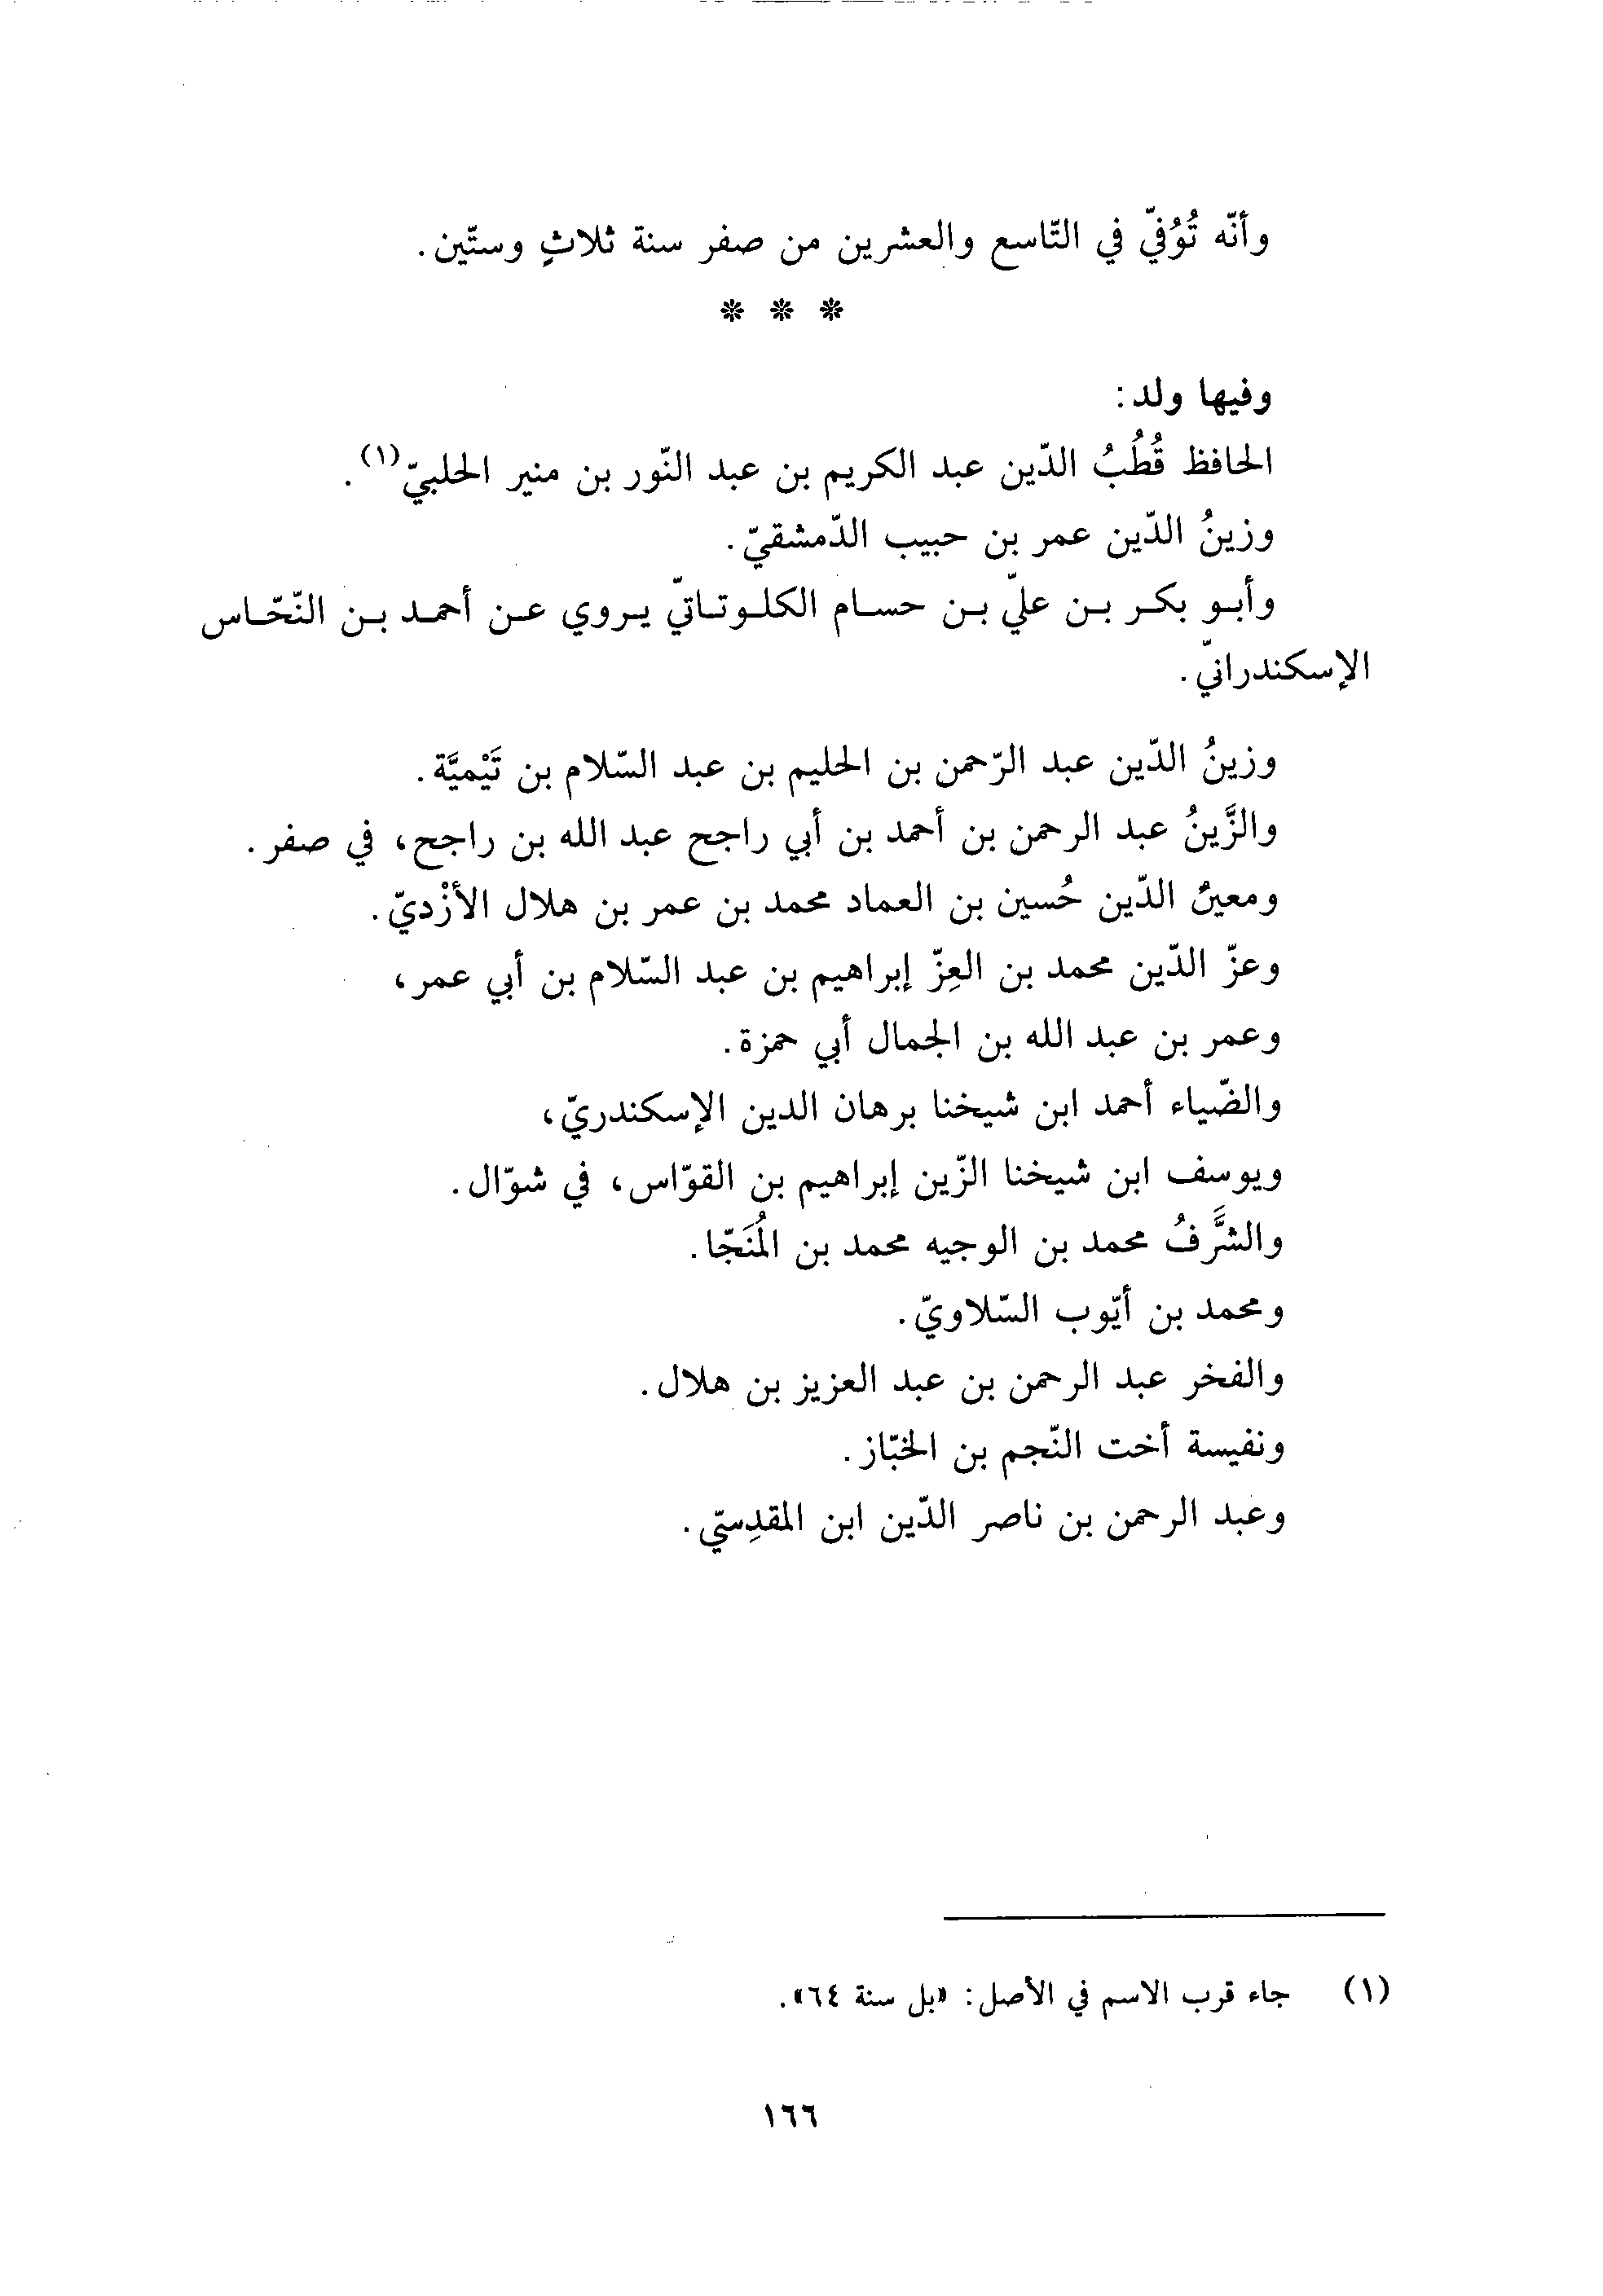 وأنّه تُوُفيّ في التّاسع والعشرين من صفر سنة ثلاثٍ وستّين.
* * *
وفيها ولد:
الحافظ قُطُبُ الدّين عبد الكريم بن عبد النّور بن منير الحلبيّ(١).
وزينُ الدّين عمر بن حبيب الدّمشقيّ.
وأبو بكر بن عليّ بن حسام الكلوتاتيّ يروي عن أحمد بن النّحّاس
الإسكندرانيّ.
وزينُ الدّين عبد الرّحمن بن الحليم بن عبد السّلام بن تَيْميَّة.
والزَّينُ عبد الرحمن بن أحمد بن أبي راجح عبد الله بن راجح، في صفر.
ومعينُ الدّين حُسين بن العماد محمد بن عمر بن هلال الأزْديّ.
وعزّ الدّين محمد بن العِزّ إبراهيم بن عبد السّلام بن أبي عمر،
وعمر بن عبد الله بن الجمال أبي حمزة.
والضّياء أحمد ابن شيخنا برهان الدين الإسكندريّ،
ويوسف ابن شيخنا الزّين إبراهيم بن القوّاس، في شوّال.
والشَّرَفُ محمد بن الوجيه محمد بن المُنَجّا.
ومحمد بن أيّوب السّلاويّ.
والفخر عبد الرحمن بن عبد العزيز بن هلال.
ونفيسة أخت النّجم بن الخبّاز.
وعبد الرحمن بن ناصر الدّين ابن المقدِسيّ.
(١) جاء قرب الاسم في الأصل: «بل سنة ٦٤».
١٦٦